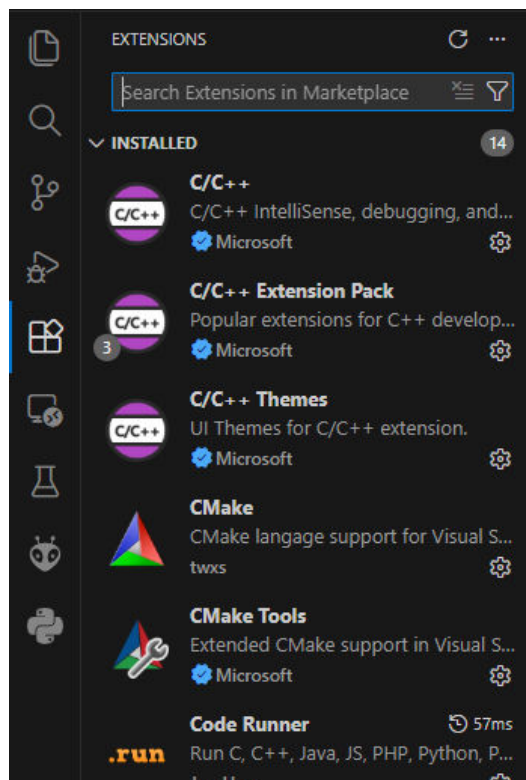 EXTENSIONS
Search Extensions in Marketplace
INSTALLED
14
C/C++
C/C++
C/C++ IntelliSense, debugging, and...
Microsoft
C/C++ Extension Pack
C/C++
Popular extensions for C++ develop...
3
Microsoft
C/C++ Themes
C/C++
UI Themes for C/C++ extension.
Microsoft
CMake
CMake langage support for Visual S...
twxs
CMake Tools
Extended CMake support in Visual S...
Microsoft
Code Runner
57ms
.run
Run C, C++, Java, JS, PHP, Python, P...